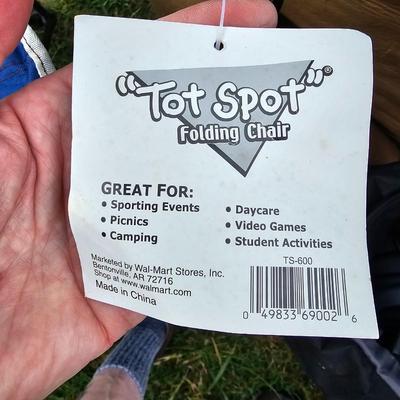 "Tot Spot"®
Folding Chair
GREAT FOR:
• Sporting Events
• Picnics
• Camping
• Daycare
• Video Games
• Student Activities
Marketed by Wal-Mart Stores, Inc.
Bentonville, AR 72716
Shop at www.walmart.com
Made in China
TS-600
0 49833 69002 6